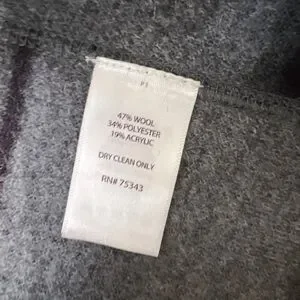 47% WOOL
34% POLYESTER
19% ACRYLIC
DRY CLEAN ONLY
RN# 75343